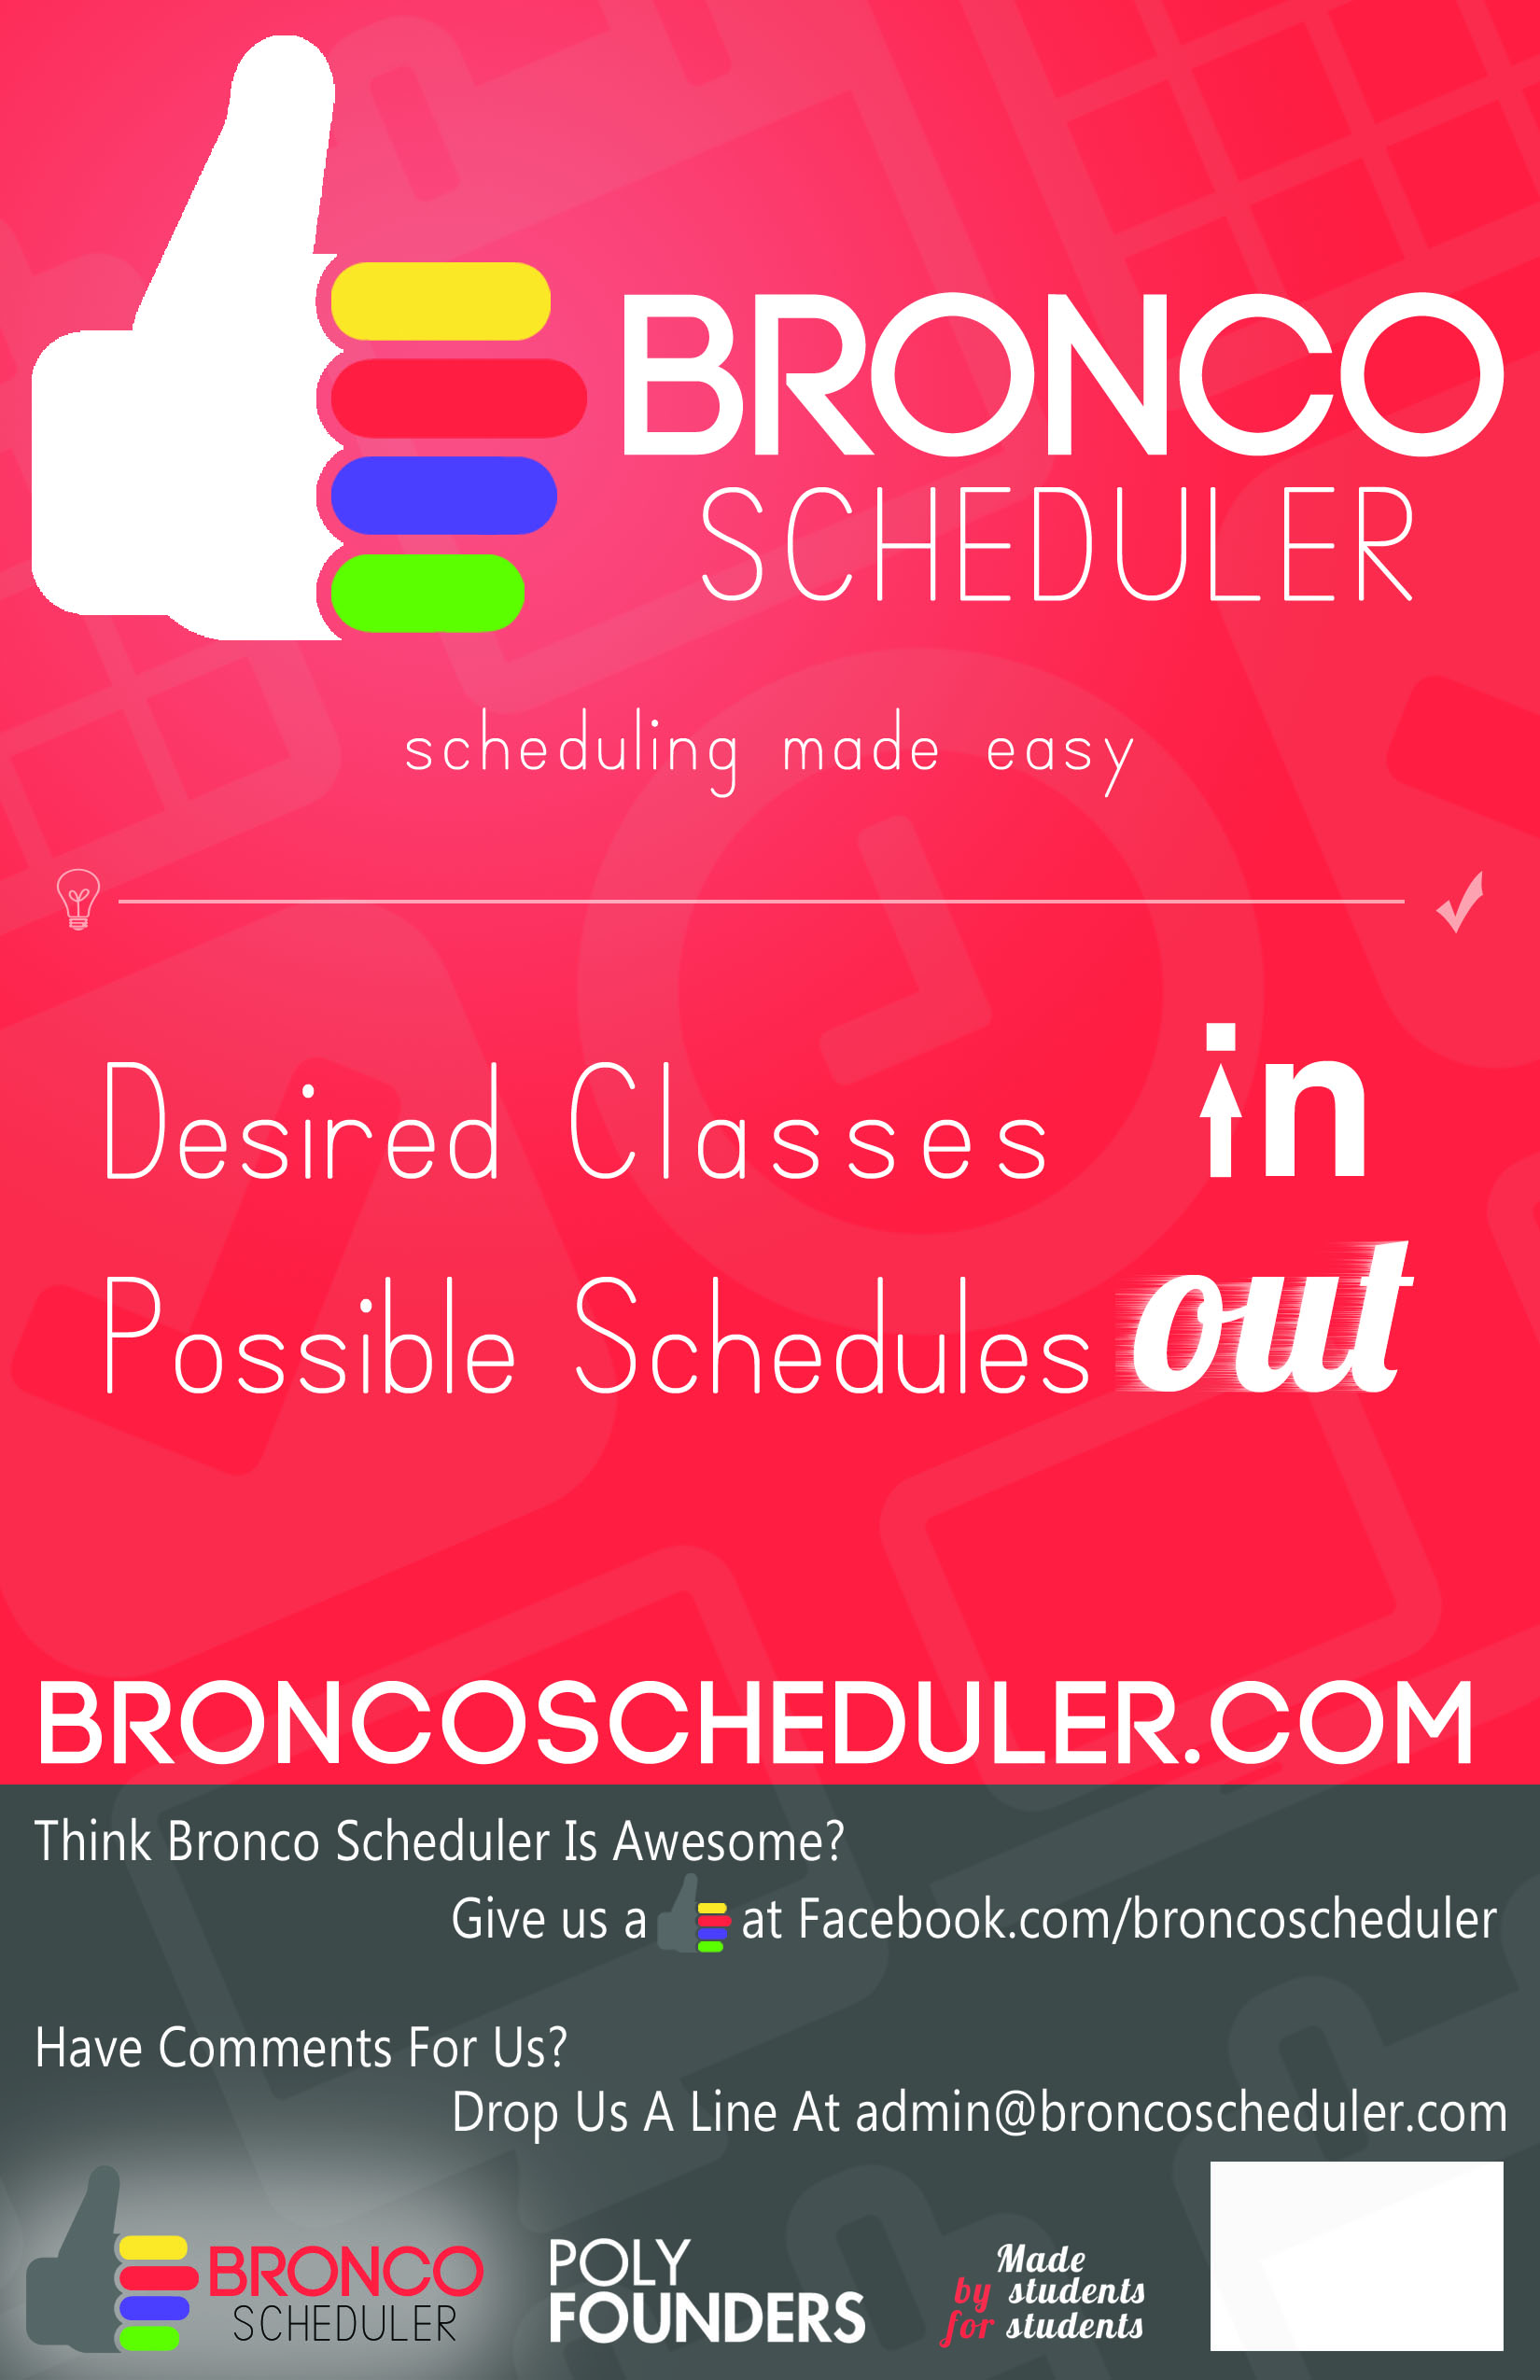 BRONCO
SCHEDULER
scheduling made easy
Desired Classes in
Possible Schedules out
BRONCOSCHEDULER.COM
Think Bronco Scheduler Is Awesome?
Give us a at Facebook.com/broncoscheduler
Have Comments For Us?
Drop Us A Line At admin@broncoscheduler.com
BRONCO
SCHEDULER
POLY
FOUNDERS
Made
by students
for students